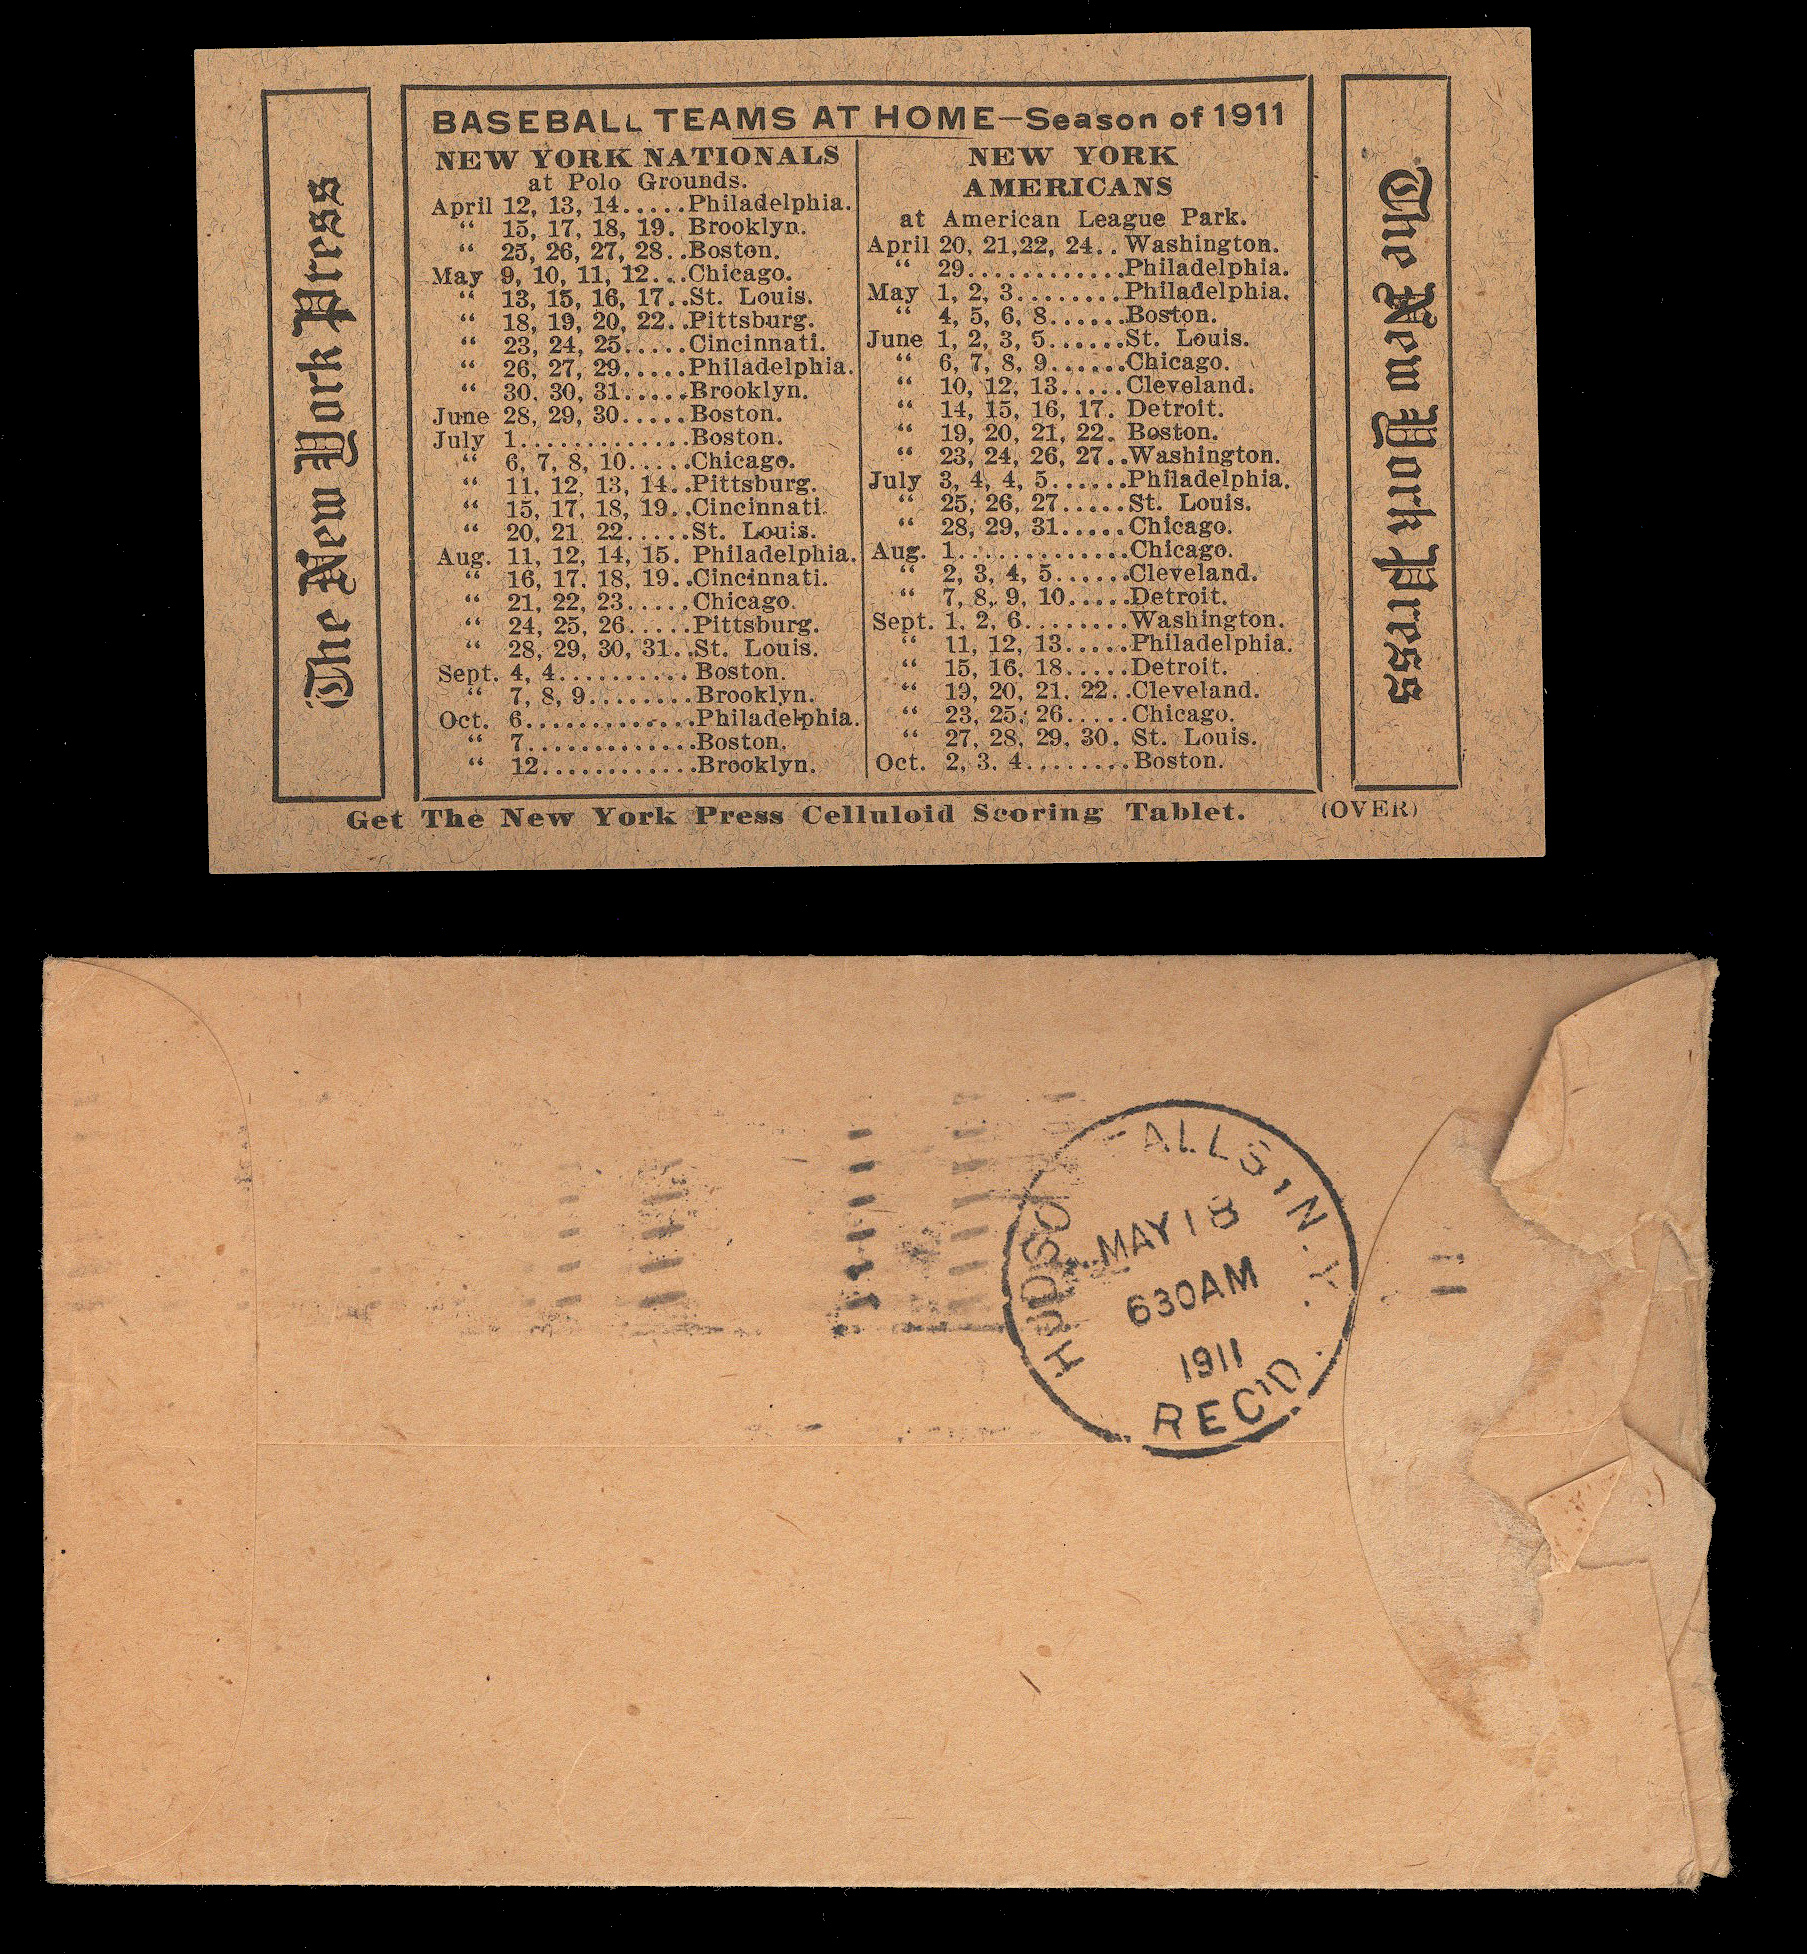 The New York Press
BASEBALL TEAMS AT HOME—Season of 1911
NEW YORK NATIONALS
at Polo Grounds.
April 12, 13, 14.....Philadelphia.
“ 15, 17, 18, 19. Brooklyn.
“ 25, 26, 27, 28..Boston.
May 9, 10, 11, 12...Chicago.
“ 13, 15, 16, 17..St. Louis.
“ 18, 19, 20, 22..Pittsburg.
“ 23, 24, 25.....Cincinnati.
“ 26, 27, 29.....Philadelphia.
“ 30, 30, 31.....Brooklyn.
June 28, 29, 30.....Boston.
July 1.............Boston.
“ 6, 7, 8, 10.....Chicago.
“ 11, 12, 13, 14..Pittsburg.
“ 15, 17, 18, 19..Cincinnati.
“ 20, 21, 22.....St. Louis.
Aug. 11, 12, 14, 15. Philadelphia.
“ 16, 17, 18, 19..Cincinnati.
“ 21, 22, 23.....Chicago.
“ 24, 25, 26.....Pittsburg.
“ 28, 29, 30, 31..St. Louis.
Sept. 4, 4..........Boston.
“ 7, 8, 9........Brooklyn.
Oct. 6.............Philadelphia.
“ 7.............Boston.
“ 12............Brooklyn.
NEW YORK
AMERICANS
at American League Park.
April 20, 21,22, 24..Washington.
“ 29............Philadelphia.
May 1, 2, 3........Philadelphia.
“ 4, 5, 6, 8......Boston.
June 1, 2, 3, 5......St. Louis.
“ 6, 7, 8, 9......Chicago.
“ 10, 12, 13.....Cleveland.
“ 14, 15, 16, 17. Detroit.
“ 19, 20, 21, 22. Boston.
“ 23, 24, 26, 27..Washington.
July 3, 4, 4, 5......Philadelphia.
“ 25, 26, 27.....St. Louis.
“ 28, 29, 31.....Chicago.
Aug. 1.............Chicago.
“ 2, 3, 4, 5......Cleveland.
“ 7, 8, 9, 10.....Detroit.
Sept. 1, 2, 6........Washington.
“ 11, 12, 13.....Philadelphia.
“ 15, 16, 18.....Detroit.
“ 19, 20, 21, 22..Cleveland.
“ 23, 25, 26.....Chicago.
“ 27, 28, 29, 30. St. Louis.
Oct. 2, 3, 4........Boston.
The New York Press
Get The New York Press Celluloid Scoring Tablet.
(OVER)
HUDSON FALLS, N.Y.
MAY 18
630AM
1911
REC'D.